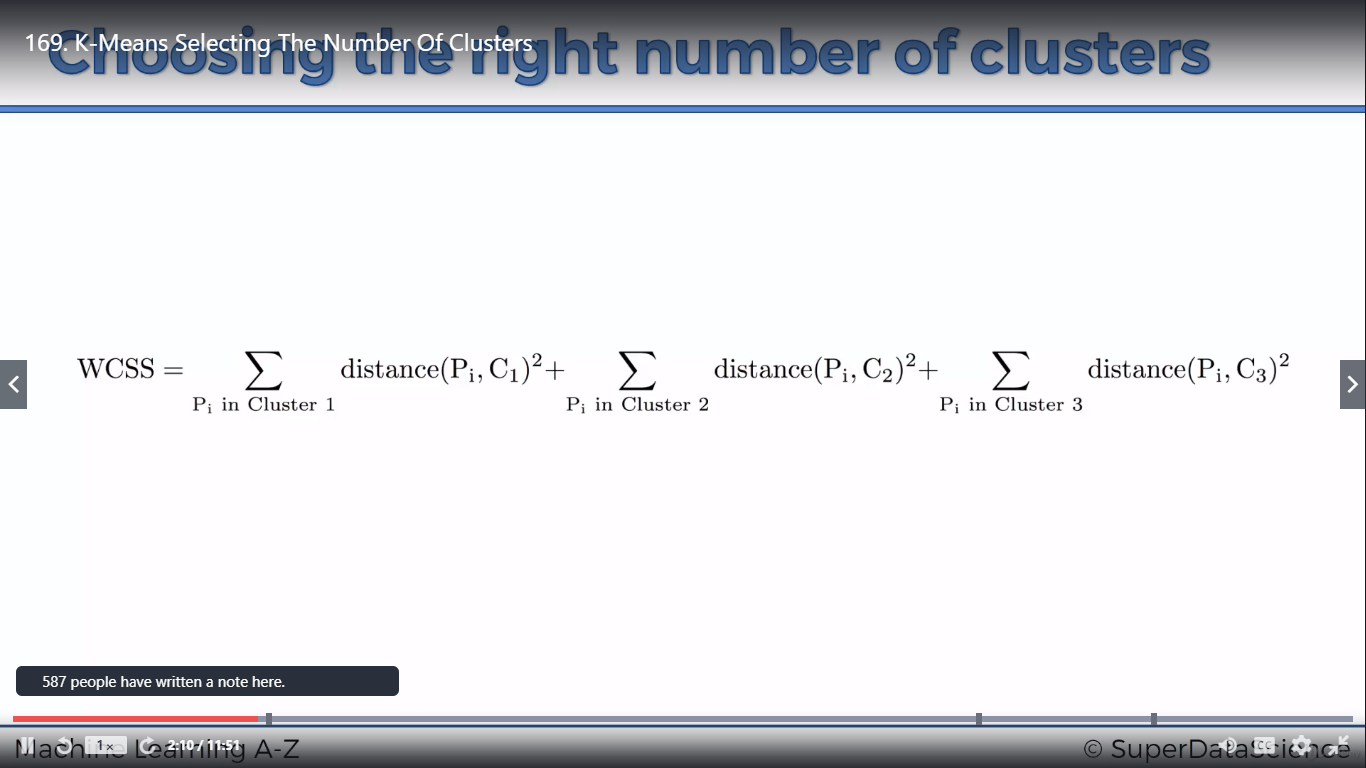 169. K-Means Selecting The Number Of Clusters
Choosing the right number of clusters
WCSS = ∑ distance(Pᵢ, C₁)² + ∑ distance(Pᵢ, C₂)² + ∑ distance(Pᵢ, C₃)²
Pᵢ in Cluster 1 Pᵢ in Cluster 2 Pᵢ in Cluster 3
587 people have written a note here.
1x 2:10 / 11:51 CC
Machine Learning A-Z © SuperDataScience